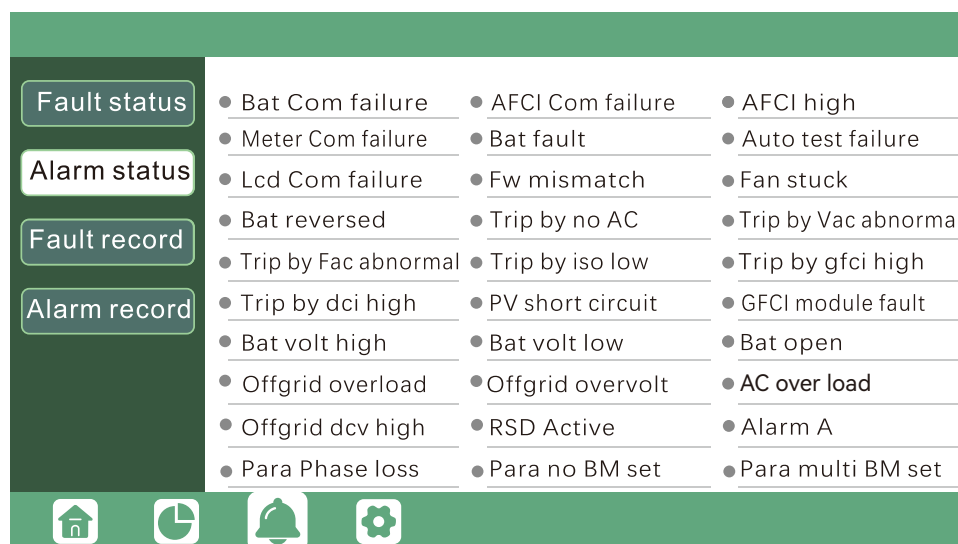 Fault status
Alarm status
Fault record
Alarm record
Bat Com failure AFCI Com failure AFCI high
Meter Com failure Bat fault Auto test failure
Lcd Com failure Fw mismatch Fan stuck
Bat reversed Trip by no AC Trip by Vac abnorma
Trip by Fac abnormal Trip by iso low Trip by gfci high
Trip by dci high PV short circuit GFCI module fault
Bat volt high Bat volt low Bat open
Offgrid overload Offgrid overvolt AC over load
Offgrid dcv high RSD Active Alarm A
Para Phase loss Para no BM set Para multi BM set